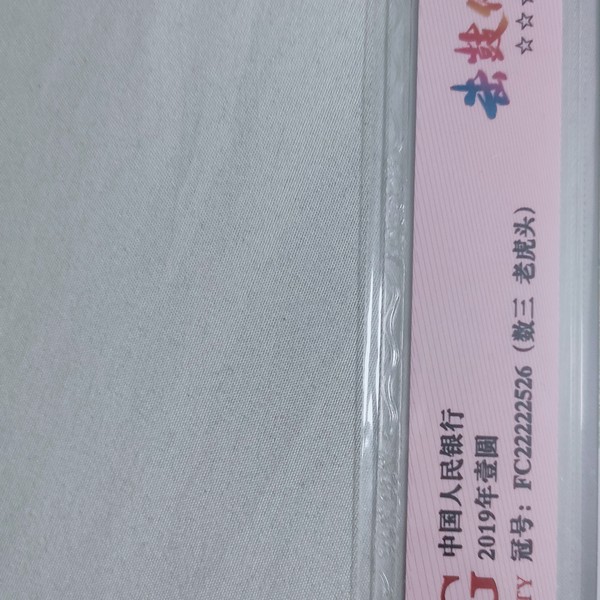 中国人民银行
2019年壹圆
冠号：FC22222526（数三 老虎头）
G
TY
☆☆☆